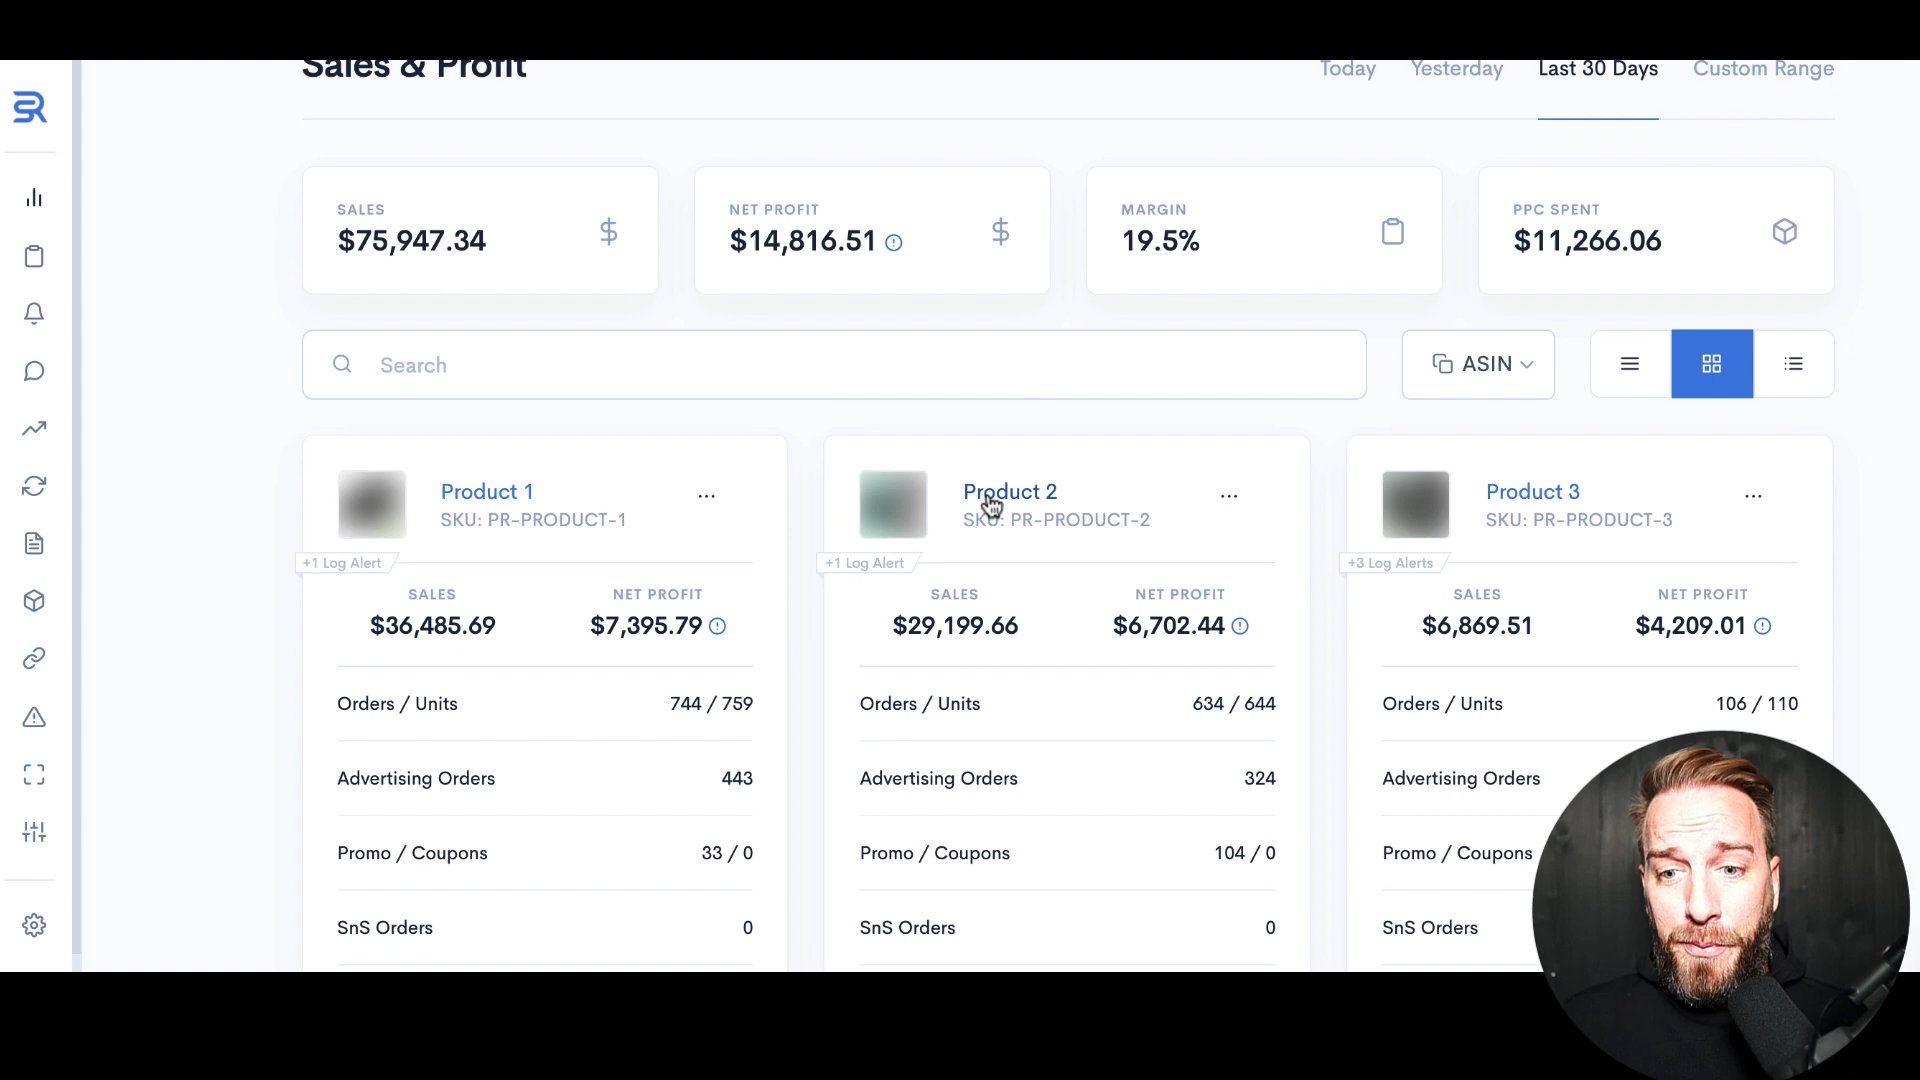 Sales & Profit
Today Yesterday Last 30 Days Custom Range
SR
SALES
$75,947.34
$
NET PROFIT
$14,816.51
$
MARGIN
19.5%
PPC SPENT
$11,266.06
Search
ASIN
Product 1
...
SKU: PR-PRODUCT-1
+1 Log Alert
SALES NET PROFIT
$36,485.69 $7,395.79
Orders / Units 744 / 759
Advertising Orders 443
Promo / Coupons 33 / 0
SnS Orders 0
Product 2
...
SKU: PR-PRODUCT-2
+1 Log Alert
SALES NET PROFIT
$29,199.66 $6,702.44
Orders / Units 634 / 644
Advertising Orders 324
Promo / Coupons 104 / 0
SnS Orders 0
Product 3
...
SKU: PR-PRODUCT-3
+3 Log Alerts
SALES NET PROFIT
$6,869.51 $4,209.01
Orders / Units 106 / 110
Advertising Orders
Promo / Coupons
SnS Orders